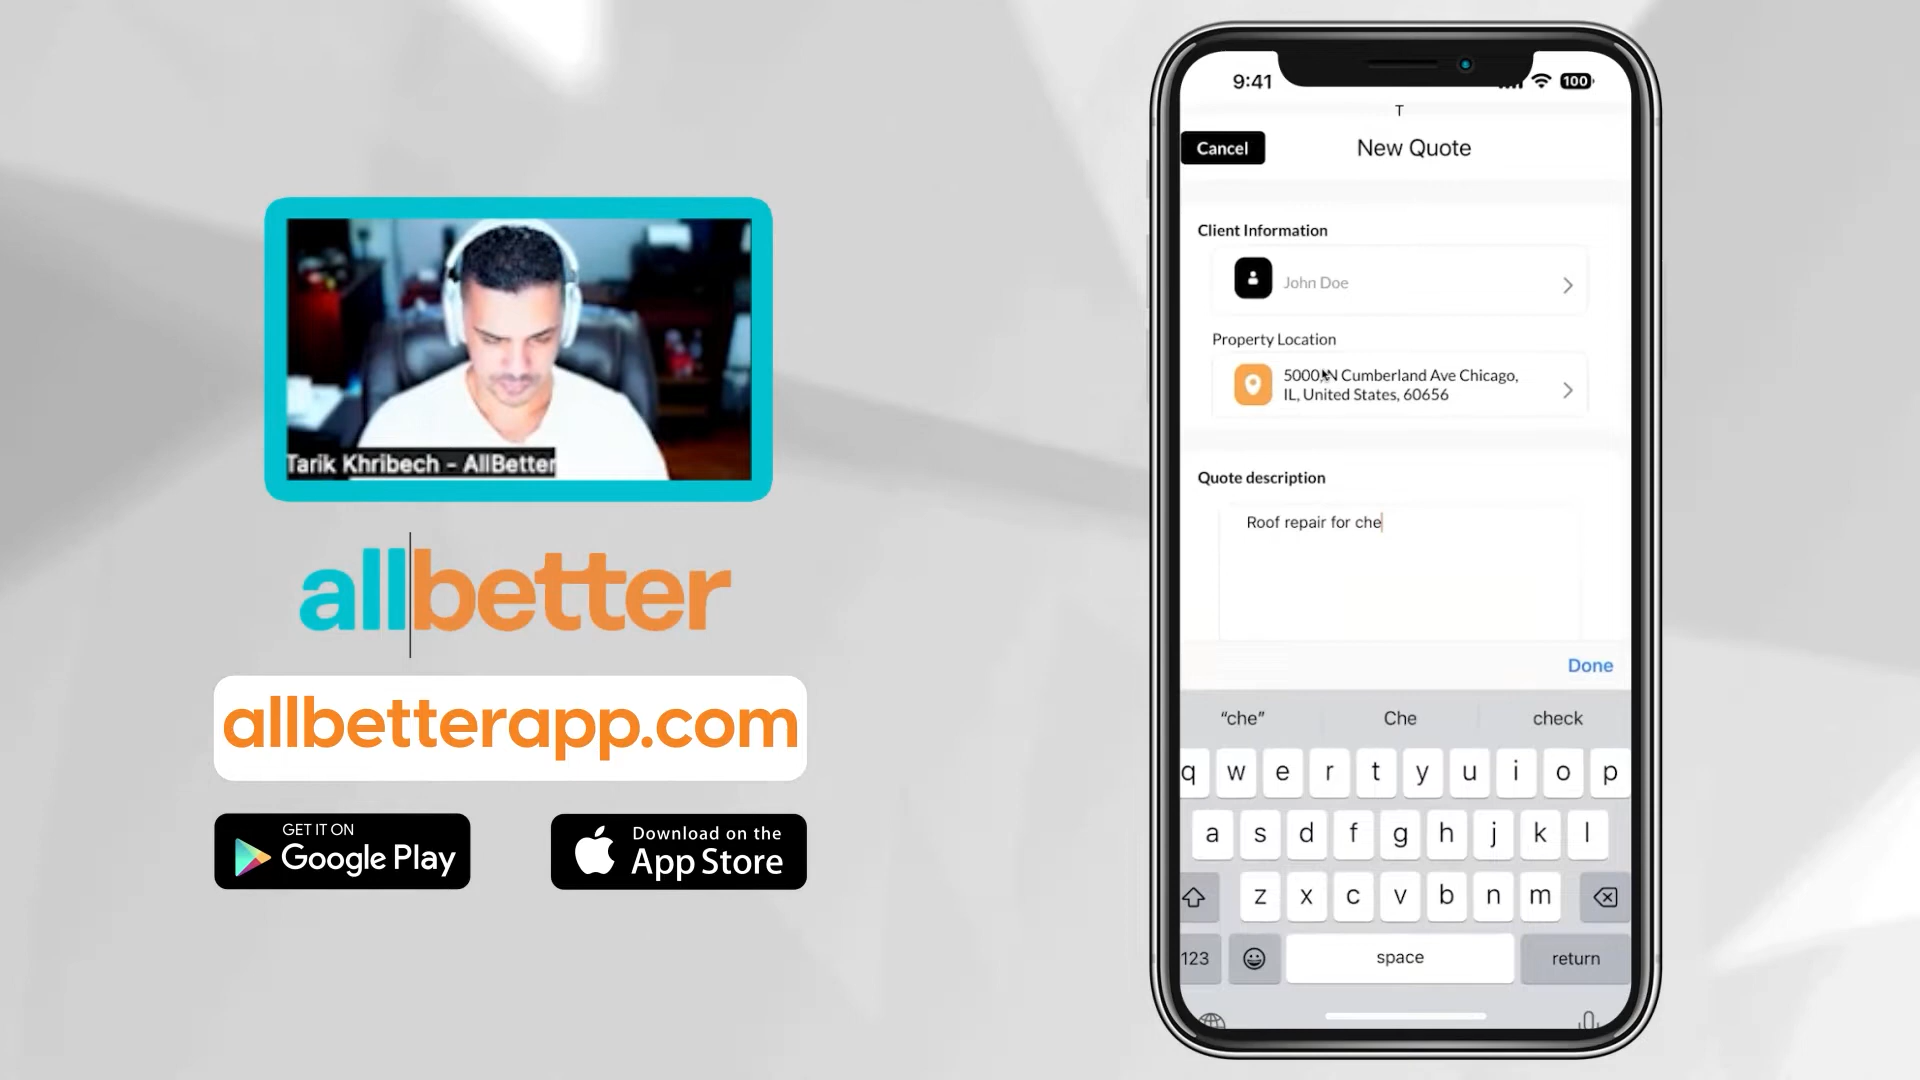 Tarik Khribech - AllBetter
allbetter
allbetterapp.com
GET IT ON
Google Play
Download on the
App Store
9:41
100
T
Cancel
New Quote
Client Information
John Doe
Property Location
5000 N Cumberland Ave Chicago,
IL, United States, 60656
Quote description
Roof repair for che
Done
“che” Che check
q w e r t y u i o p
a s d f g h j k l
z x c v b n m
123 space return